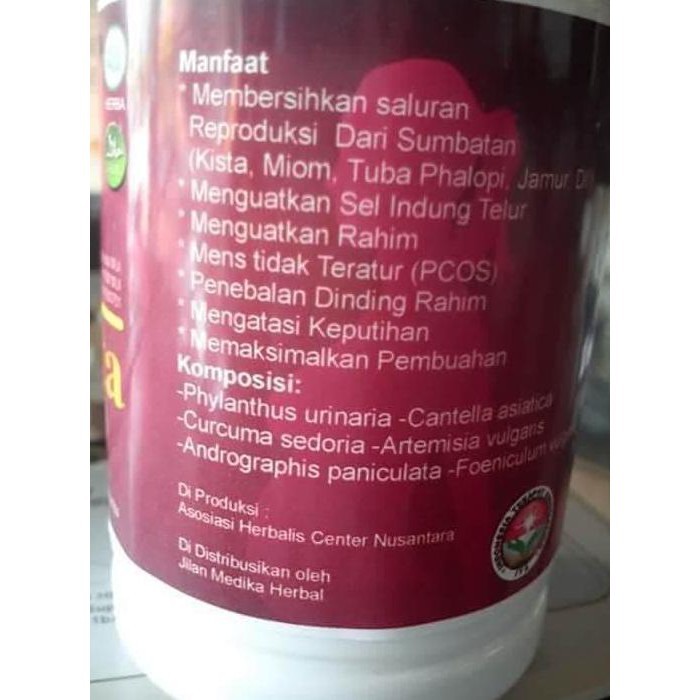 Manfaat
*Membersihkan saluran
Reproduksi Dari Sumbatan
(Kista, Miom, Tuba Phalopi, Jamur
*Menguatkan Sel Indung Telur
*Menguatkan Rahim
*Mens tidak Teratur (PCOS)
*Penebalan Dinding Rahim
*Mengatasi Keputihan
*Memaksimalkan Pembuahan
Komposisi:
-Phylanthus urinaria -Cantella asiatica
-Curcuma sedoria -Artemisia vulgaris
-Andrographis paniculata -Foeniculum
Di Produksi :
Asosiasi Herbalis Center Nusantara
Di Distribusikan oleh
Jilan Medika Herbal